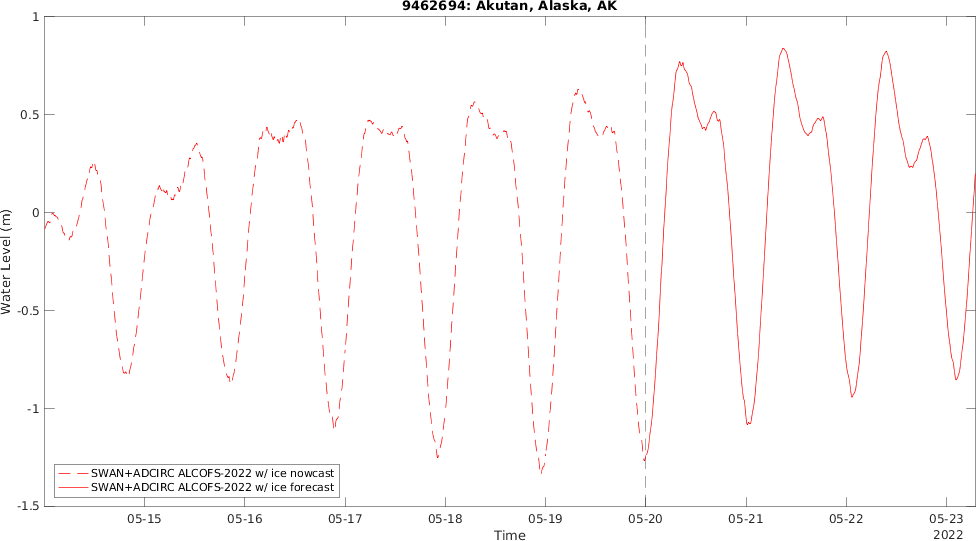 9462694: Akutan, Alaska, AK
Water Level (m)
1
0.5
0
-0.5
-1
-1.5
SWAN+ADCIRC ALCOFS-2022 w/ ice nowcast
SWAN+ADCIRC ALCOFS-2022 w/ ice forecast
05-15 05-16 05-17 05-18 05-19 05-20 05-21 05-22 05-23
Time
2022